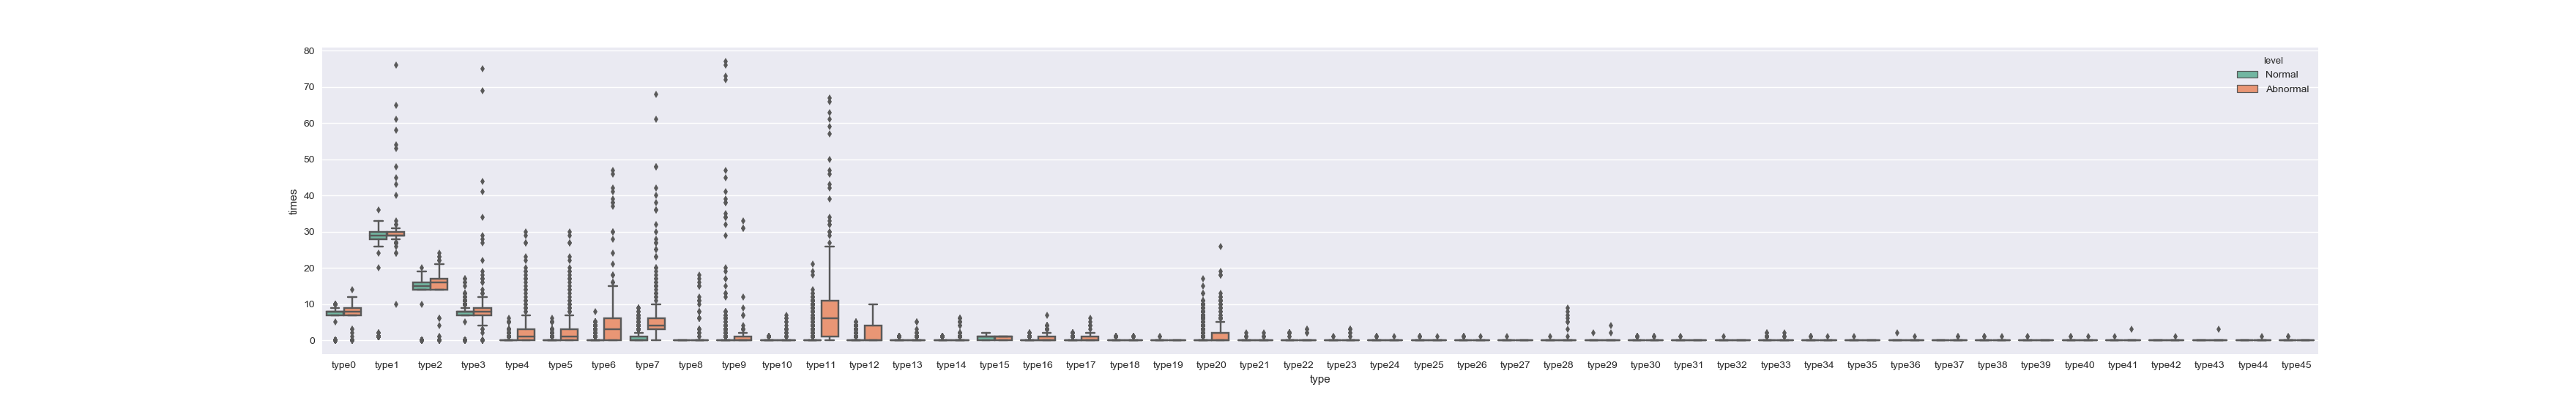 80
70
60
50
40
30
20
10
0
times
level
Normal
Abnormal
type0 type1 type2 type3 type4 type5 type6 type7 type8 type9 type10 type11 type12 type13 type14 type15 type16 type17 type18 type19 type20 type21 type22 type23 type24 type25 type26 type27 type28 type29 type30 type31 type32 type33 type34 type35 type36 type37 type38 type39 type40 type41 type42 type43 type44 type45
type